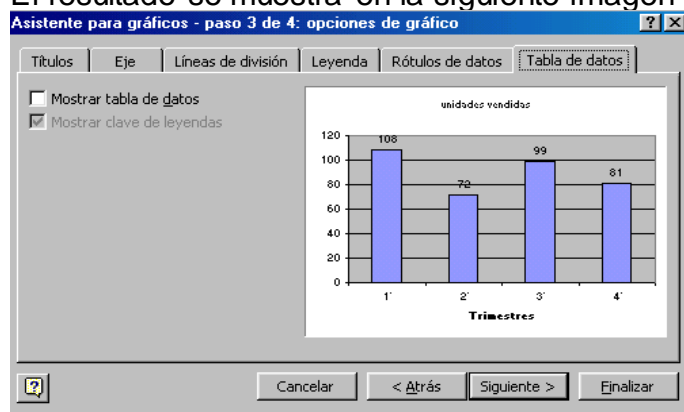 El resultado se muestra en la siguiente imagen
Asistente para gráficos - paso 3 de 4: opciones de gráfico
Títulos Eje Líneas de división Leyenda Rótulos de datos Tabla de datos
Mostrar tabla de datos
Mostrar clave de leyendas
unidades vendidas
120
100
80
60
40
20
0
108
72
99
81
1' 2' 3' 4'
Trimestres
Cancelar < Atrás Siguiente > Finalizar